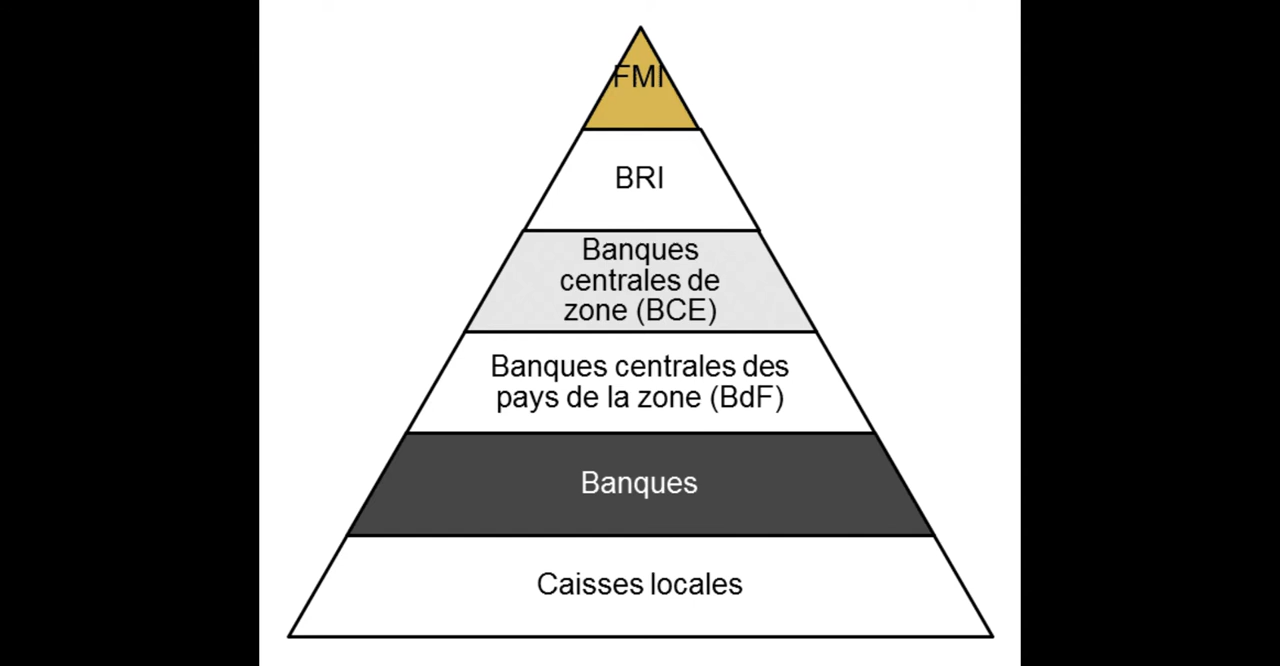 FMI
BRI
Banques
centrales de
zone (BCE)
Banques centrales des
pays de la zone (BdF)
Banques
Caisses locales